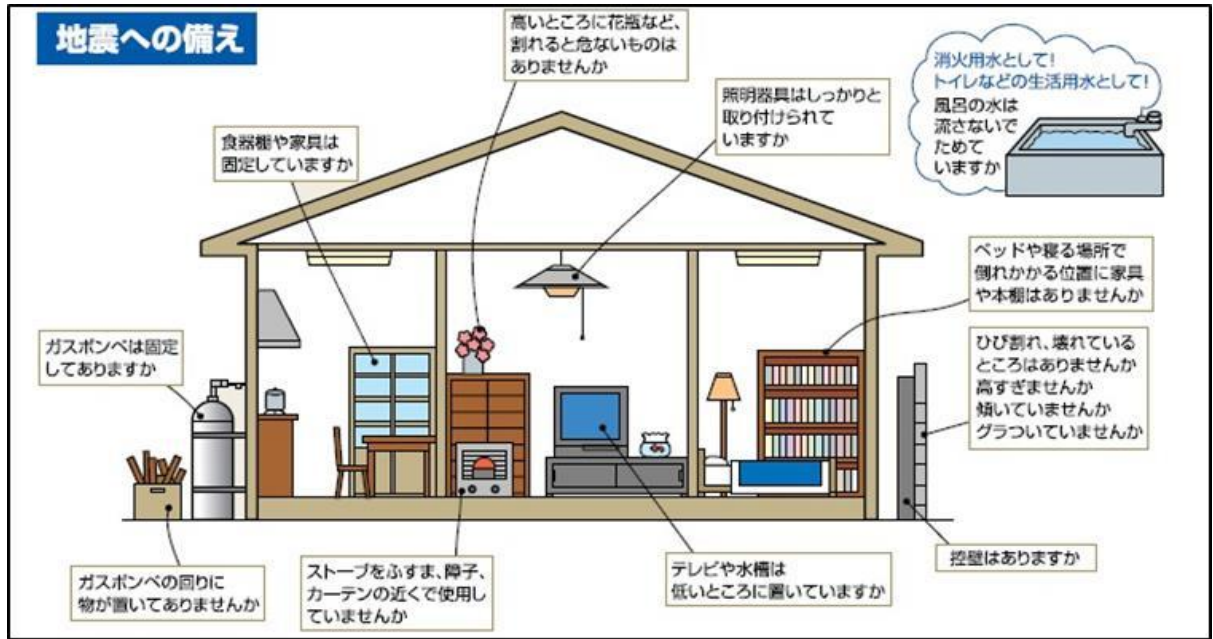 地震への備え
高いところに花瓶など、
割れると危ないものは
ありませんか
消火用水として!
トイレなどの生活用水として!
風呂の水は
流さないで
ためて
いますか
照明器具はしっかりと
取り付けられて
いますか
食器棚や家具は
固定していますか
ベッドや寝る場所で
倒れかかる位置に家具
や本棚はありませんか
ガスボンベは固定
してありますか
ひび割れ、壊れている
ところはありませんか
高すぎませんか
傾いていませんか
グラついていませんか
控壁はありますか
ガスボンベの回りに
物が置いてありませんか
ストーブをふすま、障子、
カーテンの近くで使用し
ていませんか
テレビや水槽は
低いところに置いていますか